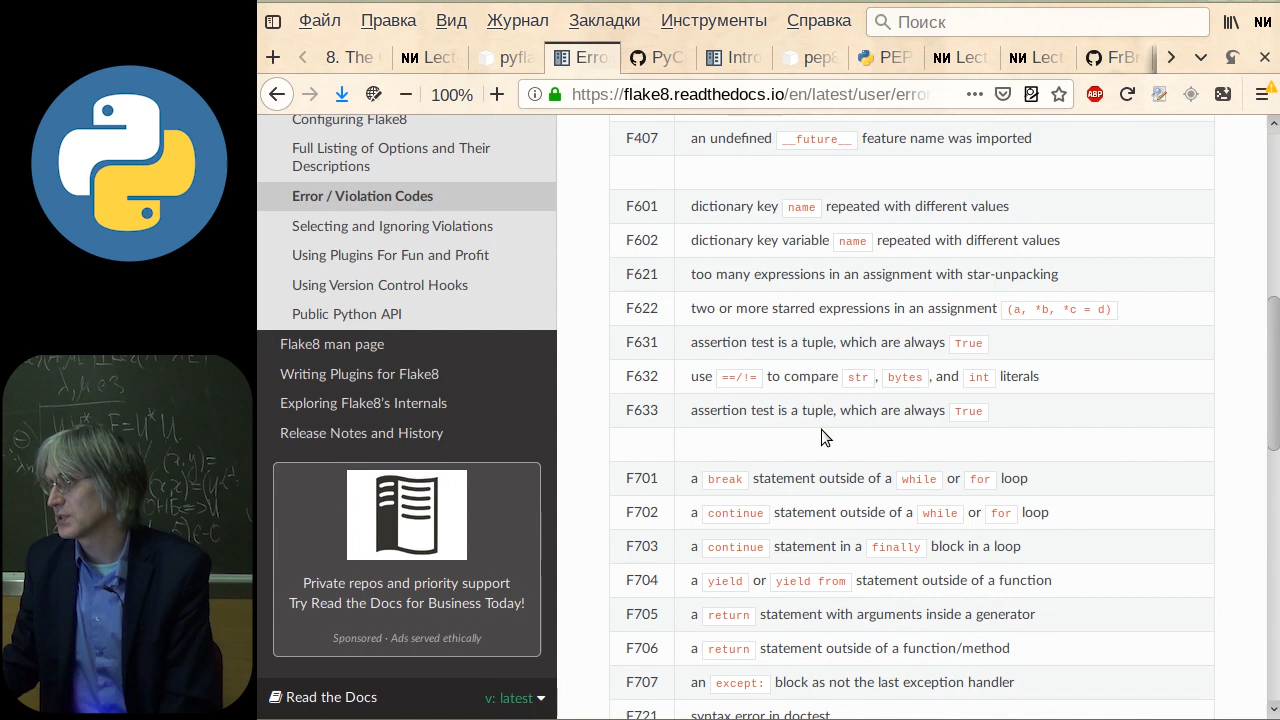 Файл Правка Вид Журнал Закладки Инструменты Справка Поиск
8. The Lect pyfla Erro PyC Intro pep8 PEP Lect Lect FrBr
100% https://flake8.readthedocs.io/en/latest/user/erro
ABP
Configuring Flake8
Full Listing of Options and Their
Descriptions
Error / Violation Codes
Selecting and Ignoring Violations
Using Plugins For Fun and Profit
Using Version Control Hooks
Public Python API
Flake8 man page
Writing Plugins for Flake8
Exploring Flake8's Internals
Release Notes and History
Private repos and priority support
Try Read the Docs for Business Today!
Sponsored · Ads served ethically
Read the Docs v: latest
F407 an undefined __future__ feature name was imported
F601 dictionary key name repeated with different values
F602 dictionary key variable name repeated with different values
F621 too many expressions in an assignment with star-unpacking
F622 two or more starred expressions in an assignment (a, *b, *c = d)
F631 assertion test is a tuple, which are always True
F632 use ==/!= to compare str, bytes, and int literals
F633 assertion test is a tuple, which are always True
F701 a break statement outside of a while or for loop
F702 a continue statement outside of a while or for loop
F703 a continue statement in a finally block in a loop
F704 a yield or yield from statement outside of a function
F705 a return statement with arguments inside a generator
F706 a return statement outside of a function/method
F707 an except: block as not the last exception handler
F721 syntax error in doctest